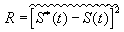 R = [S*(t) − S(t)]²